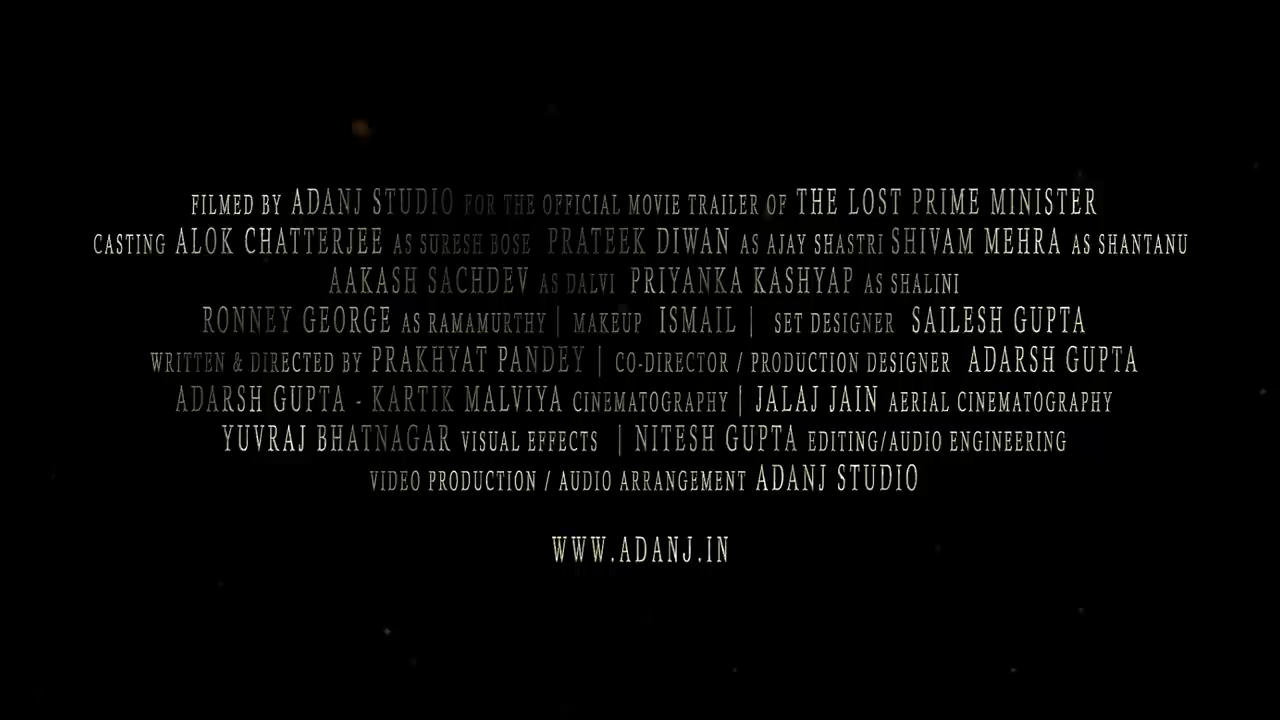 FILMED BY ADANJ STUDIO FOR THE OFFICIAL MOVIE TRAILER OF THE LOST PRIME MINISTER
CASTING ALOK CHATTERJEE AS SURESH BOSE PRATEEK DIWAN AS AJAY SHASTRI SHIVAM MEHRA AS SHANTANU
AAKASH SACHDEV AS DALVI PRIYANKA KASHYAP AS SHALINI
RONNEY GEORGE AS RAMAMURTHY | MAKEUP ISMAIL | SET DESIGNER SAILESH GUPTA
WRITTEN & DIRECTED BY PRAKHYAT PANDEY | CO-DIRECTOR / PRODUCTION DESIGNER ADARSH GUPTA
ADARSH GUPTA - KARTIK MALVIYA CINEMATOGRAPHY | JALAJ JAIN AERIAL CINEMATOGRAPHY
YUVRAJ BHATNAGAR VISUAL EFFECTS | NITESH GUPTA EDITING/AUDIO ENGINEERING
VIDEO PRODUCTION / AUDIO ARRANGEMENT ADANJ STUDIO
WWW.ADANJ.IN